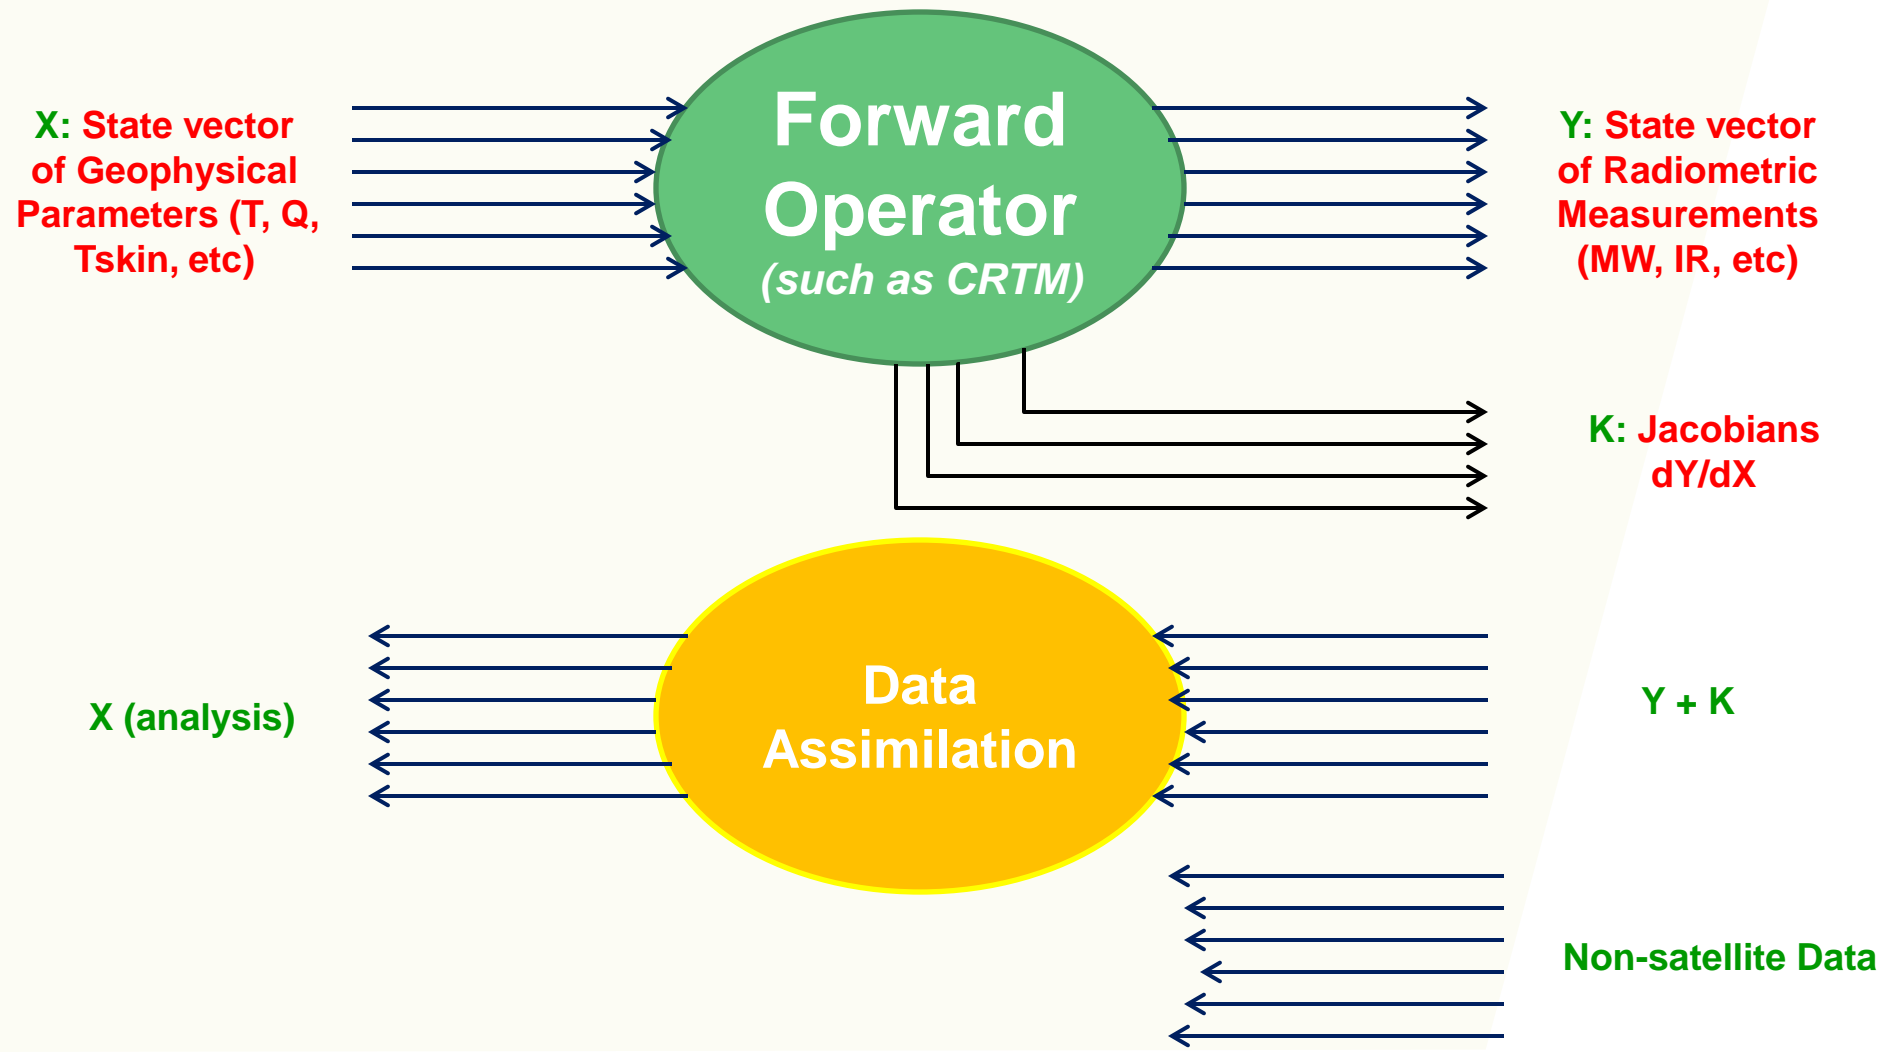 X: State vector
of Geophysical
Parameters (T, Q,
Tskin, etc)
Forward
Operator
(such as CRTM)
Y: State vector
of Radiometric
Measurements
(MW, IR, etc)
K: Jacobians
dY/dX
X (analysis)
Data
Assimilation
Y + K
Non-satellite Data